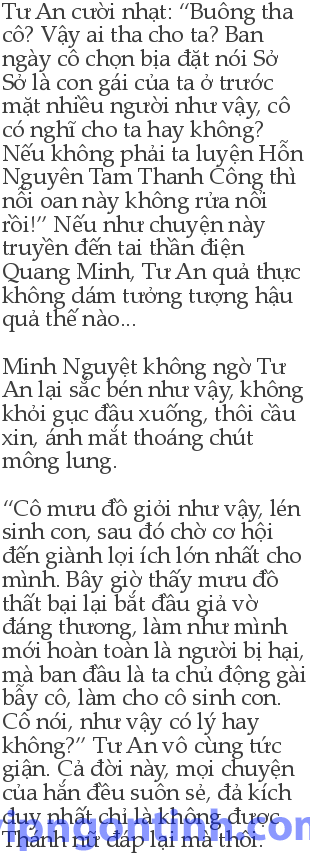 Tư An cười nhạt: “Buông tha
cô? Vậy ai tha cho ta? Ban
ngày cô chọn bịa đặt nói Sở
Sở là con gái của ta ở trước
mặt nhiều người như vậy, cô
có nghĩ cho ta hay không?
Nếu không phải ta luyện Hỗn
Nguyên Tam Thanh Công thì
nỗi oan này không rửa nổi
rồi!” Nếu như chuyện này
truyền đến tai thần điện
Quang Minh, Tư An quả thực
không dám tưởng tượng hậu
quả thế nào...
Minh Nguyệt không ngờ Tư
An lại sắc bén như vậy, không
khỏi gục đầu xuống, thôi cầu
xin, ánh mắt thoáng chút
mông lung.
“Cô mưu đồ giỏi như vậy, lén
sinh con, sau đó chờ cơ hội
đến giành lợi ích lớn nhất cho
mình. Bây giờ thấy mưu đồ
thất bại lại bắt đầu giả vờ
đáng thương, làm như mình
mới hoàn toàn là người bị hại,
mà ban đầu là ta chủ động gài
bẫy cô, làm cho cô sinh con.
Cô nói, như vậy có lý hay
không?” Tư An vô cùng tức
giận. Cả đời này, mọi chuyện
của hắn đều suôn sẻ, đả kích
duy nhất chỉ là không được
Thánh nữ đáp lại mà thôi.
vipngontinh.com